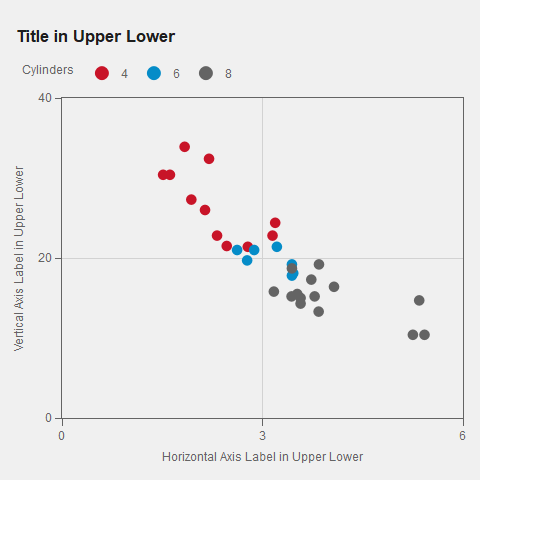 Title in Upper Lower
Cylinders 4 6 8
40
20
0
Vertical Axis Label in Upper Lower
0 3 6
Horizontal Axis Label in Upper Lower